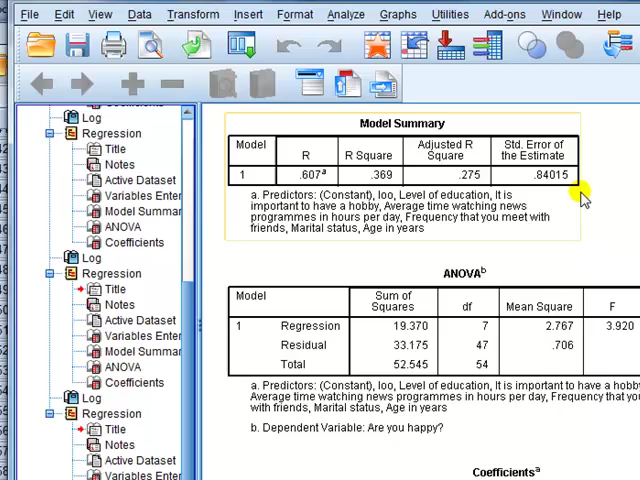 File Edit View Data Transform Insert Format Analyze Graphs Utilities Add-ons Window Help
Log
Regression
Title
Notes
Active Dataset
Variables Enter
Model Summar
ANOVA
Coefficients
Log
Regression
Title
Notes
Active Dataset
Variables Enter
Model Summar
ANOVA
Coefficients
Log
Regression
Title
Notes
Active Dataset
Variables Enter
Model Summary
Model R R Square Adjusted R Square Std. Error of the Estimate
1 .607a .369 .275 .84015
a. Predictors: (Constant), loo, Level of education, It is
important to have a hobby, Average time watching news
programmes in hours per day, Frequency that you meet with
friends, Marital status, Age in years
ANOVAb
Model Sum of Squares df Mean Square F
1 Regression 19.370 7 2.767 3.920
Residual 33.175 47 .706
Total 52.545 54
a. Predictors: (Constant), loo, Level of education, It is important to have a hobb
Average time watching news programmes in hours per day, Frequency that you
with friends, Marital status, Age in years
b. Dependent Variable: Are you happy?
Coefficientsa